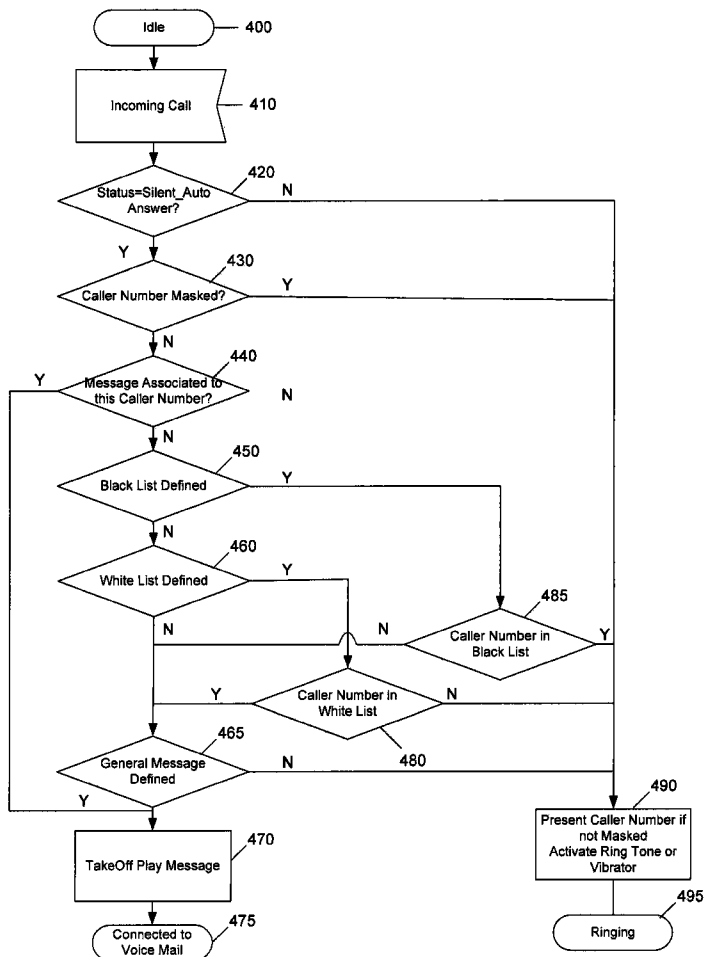 Idle
400
Incoming Call
410
420
Status=Silent_Auto
Answer?
N
Y
430
Caller Number Masked?
Y
N
440
Y
Message Associated to
this Caller Number?
N
N
450
Black List Defined
Y
N
460
White List Defined
Y
485
N
N
Caller Number in
Black List
Y
Y
Caller Number in
White List
N
465
480
General Message
Defined
N
490
Y
Present Caller Number if
not Masked
Activate Ring Tone or
Vibrator
470
TakeOff Play Message
495
475
Connected to
Voice Mail
Ringing